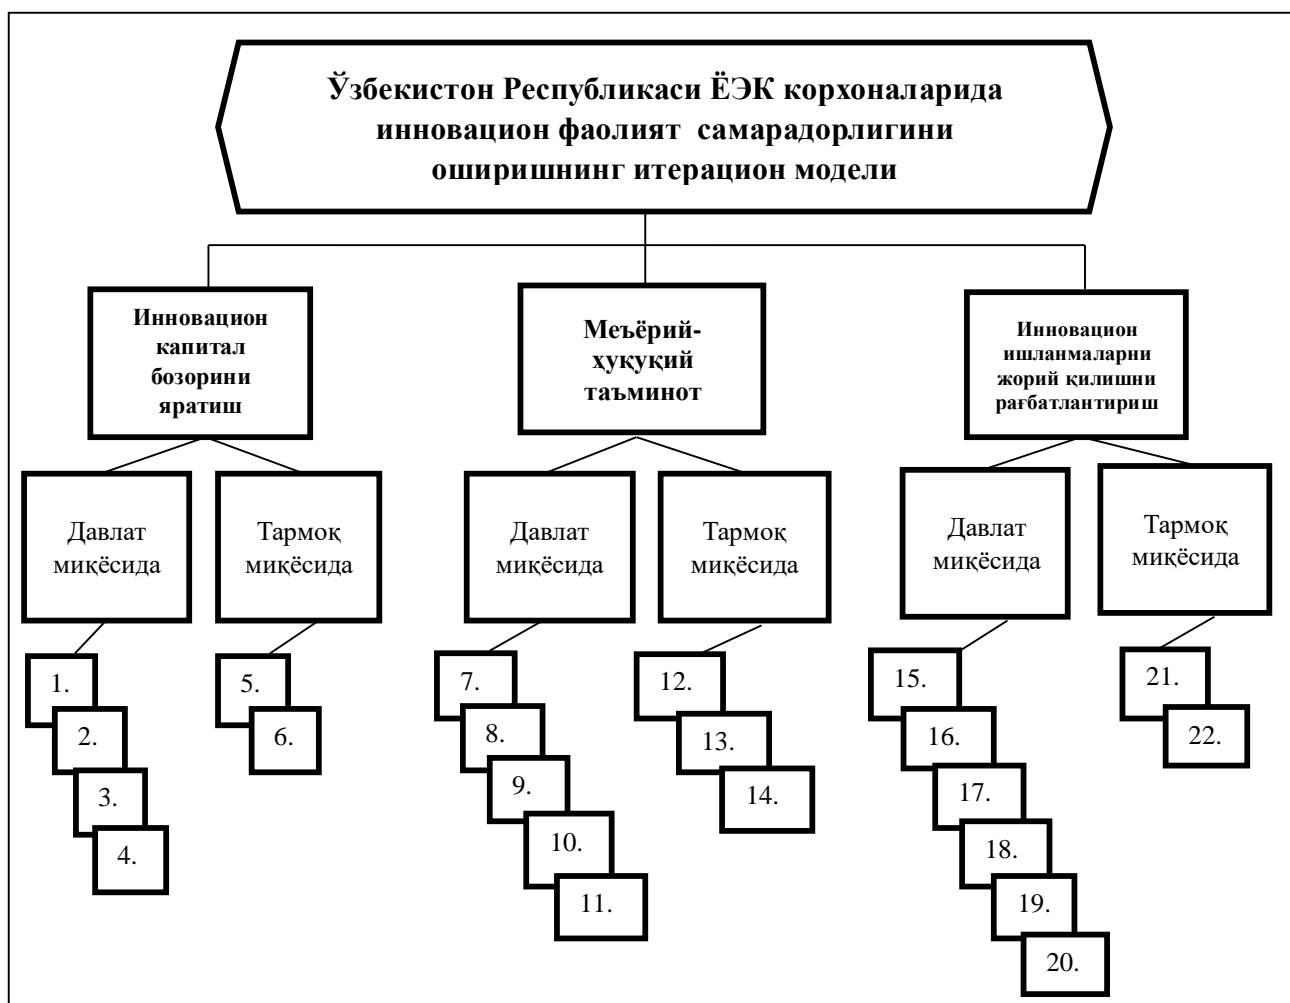 Ўзбекистон Республикаси ЁЭК корхоналарида
инновацион фаолият самарадорлигини
оширишнинг итерацион модели
Инновацион
капитал
бозорини
яратиш
Меъёрий-
ҳуқуқий
таъминот
Инновацион
ишланмаларни
жорий қилишни
рағбатлантириш
Давлат
миқёсида
Тармоқ
миқёсида
Давлат
миқёсида
Тармоқ
миқёсида
Давлат
миқёсида
Тармоқ
миқёсида
1.
2.
3.
4.
5.
6.
7.
8.
9.
10.
11.
12.
13.
14.
15.
16.
17.
18.
19.
20.
21.
22.